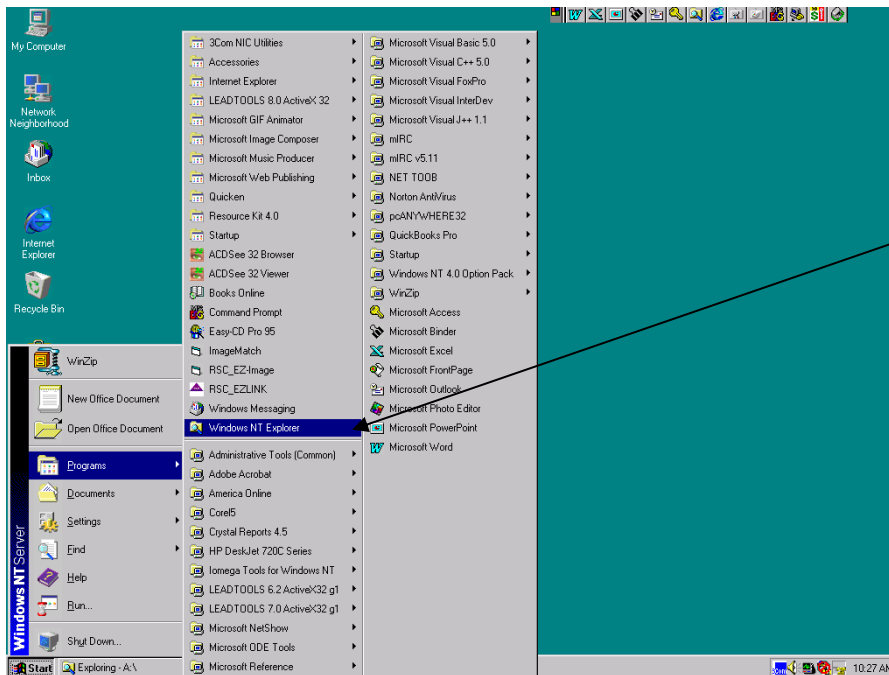 My Computer
Network
Neighborhood
Inbox
Internet
Explorer
Recycle Bin
WinZip
New Office Document
Open Office Document
Programs
Documents
Settings
Find
Help
Run...
Shut Down...
Windows NT Server
3Com NIC Utilities
Accessories
Internet Explorer
LEADTOOLS 8.0 ActiveX 32
Microsoft GIF Animator
Microsoft Image Composer
Microsoft Music Producer
Microsoft Web Publishing
Quicken
Resource Kit 4.0
Startup
ACDSee 32 Browser
ACDSee 32 Viewer
Books Online
Command Prompt
Easy-CD Pro 95
ImageMatch
RSC_EZ-Image
RSC_EZLINK
Windows Messaging
Windows NT Explorer
Administrative Tools (Common)
Adobe Acrobat
America Online
Corel5
Crystal Reports 4.5
HP DeskJet 720C Series
Iomega Tools for Windows NT
LEADTOOLS 6.2 ActiveX32 g1
LEADTOOLS 7.0 ActiveX32 g1
Microsoft NetShow
Microsoft ODE Tools
Microsoft Reference
Microsoft Visual Basic 5.0
Microsoft Visual C++ 5.0
Microsoft Visual FoxPro
Microsoft Visual InterDev
Microsoft Visual J++ 1.1
mIRC
mIRC v5.11
NET TOOB
Norton AntiVirus
pcANYWHERE32
QuickBooks Pro
Startup
Windows NT 4.0 Option Pack
WinZip
Microsoft Access
Microsoft Binder
Microsoft Excel
Microsoft FrontPage
Microsoft Outlook
Microsoft Photo Editor
Microsoft PowerPoint
Microsoft Word
Start
Exploring - A:\
10:27 AM